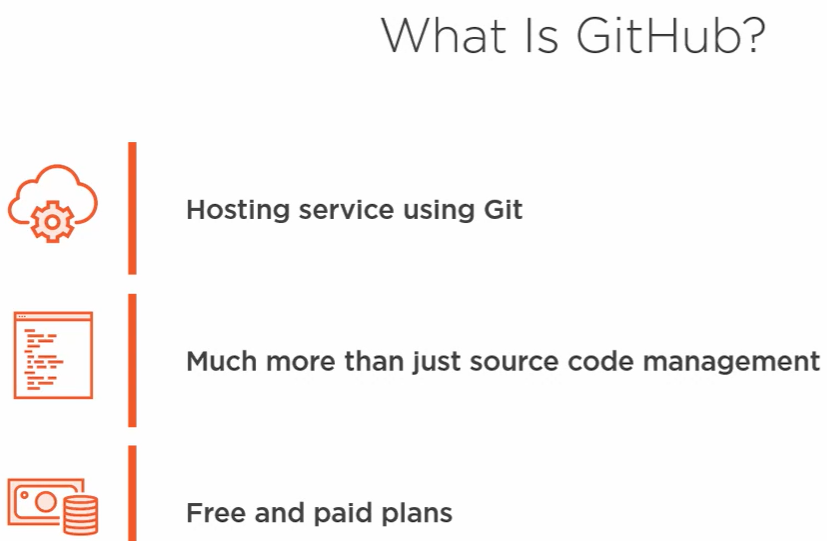 What Is GitHub?
Hosting service using Git
Much more than just source code management
Free and paid plans